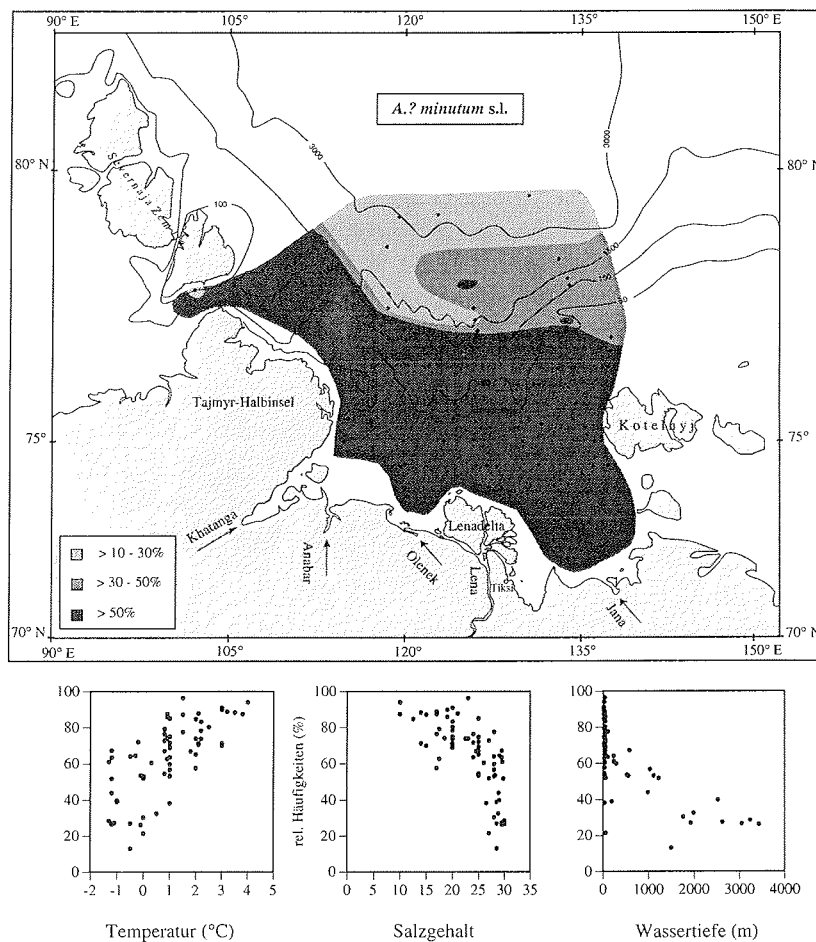 90° E 105° 120° 135° 150° E
A.? minutum s.l.
3000
3000
80° N 80° N
Severnaja Zemlja
100
50
Tajmyr-Halbinsel
Kotelnyj
75° 75°
N N
Khatanga
Anabar
Olenek
Lenadelta
Lena
Tiksi
Jana
> 10 - 30%
> 30 - 50%
> 50%
70° N 70° N
90° E 105° 120° 135° 150° E
100
80
60
40
20
0
-2 -1 0 1 2 3 4 5
Temperatur (°C)
rel. Häufigkeiten (%)
100
80
60
40
20
0
0 5 10 15 20 25 30 35
Salzgehalt
100
80
60
40
20
0
0 1000 2000 3000 4000
Wassertiefe (m)